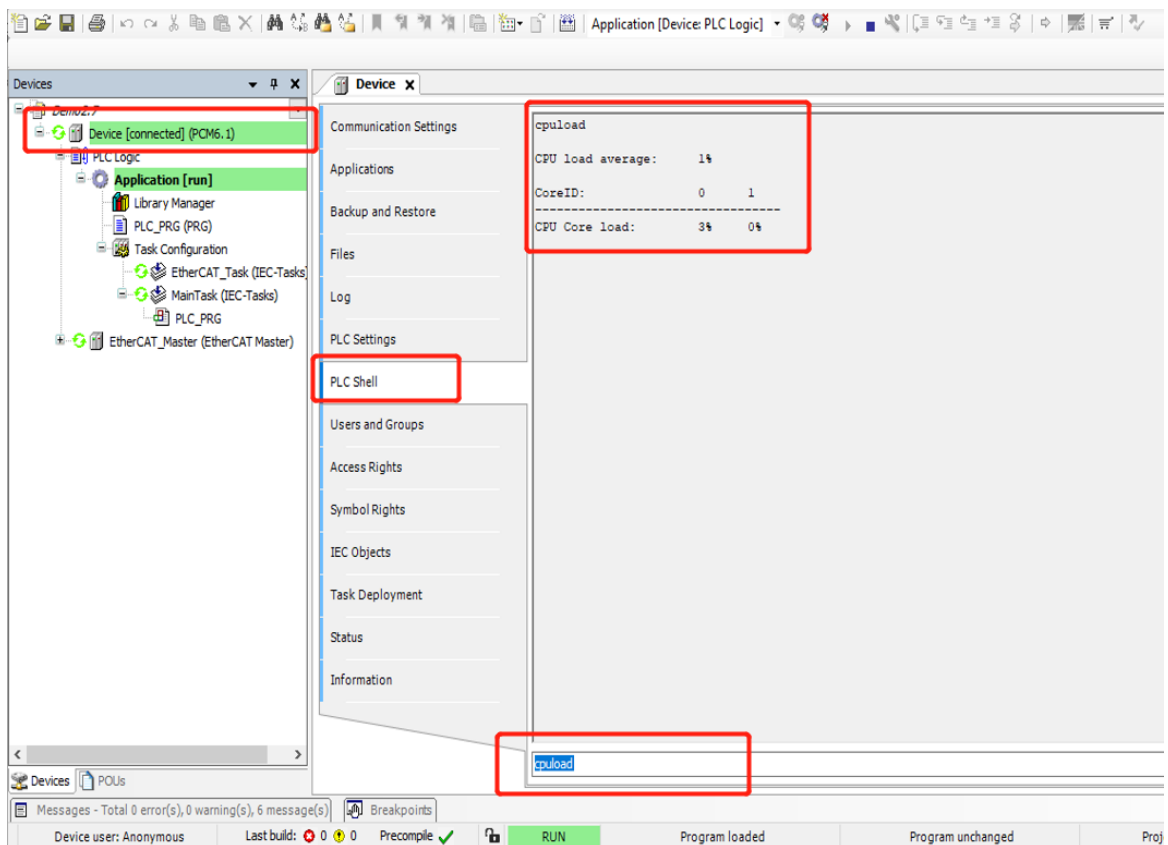 Application [Device: PLC Logic]
Devices
Device
Demo2.7
Device [connected] (PCM6.1)
PLC Logic
Application [run]
Library Manager
PLC_PRG (PRG)
Task Configuration
EtherCAT_Task (IEC-Tasks
MainTask (IEC-Tasks)
PLC_PRG
EtherCAT_Master (EtherCAT Master)
Devices
POUs
Communication Settings
Applications
Backup and Restore
Files
Log
PLC Settings
PLC Shell
Users and Groups
Access Rights
Symbol Rights
IEC Objects
Task Deployment
Status
Information
cpuload
CPU load average: 1%
CoreID: 0 1
-----------------------------------
CPU Core load: 3% 0%
cpuload
Messages - Total 0 error(s), 0 warning(s), 6 message(s)
Breakpoints
Device user: Anonymous Last build: 0 0 Precompile RUN Program loaded Program unchanged Proj